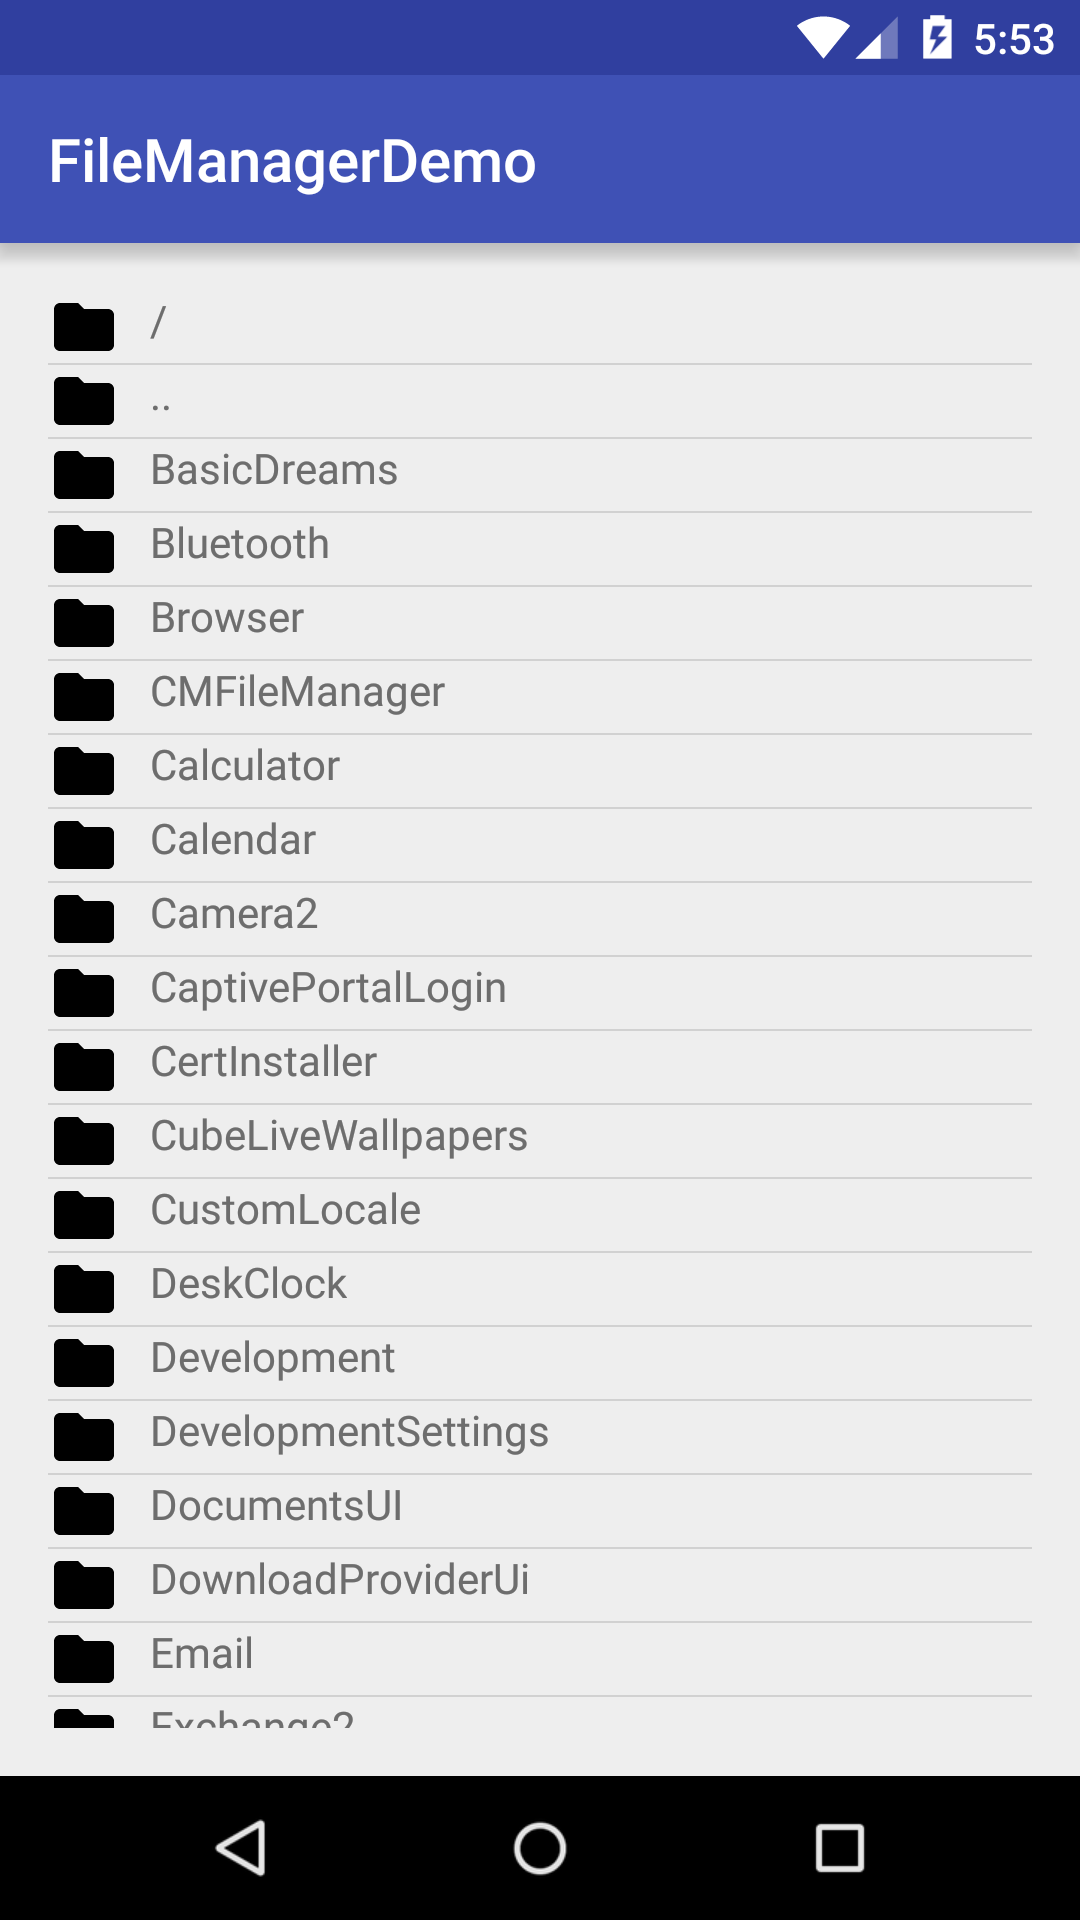 5:53
FileManagerDemo
/
..
BasicDreams
Bluetooth
Browser
CMFileManager
Calculator
Calendar
Camera2
CaptivePortalLogin
CertInstaller
CubeLiveWallpapers
CustomLocale
DeskClock
Development
DevelopmentSettings
DocumentsUI
DownloadProviderUi
Email
Exchange2